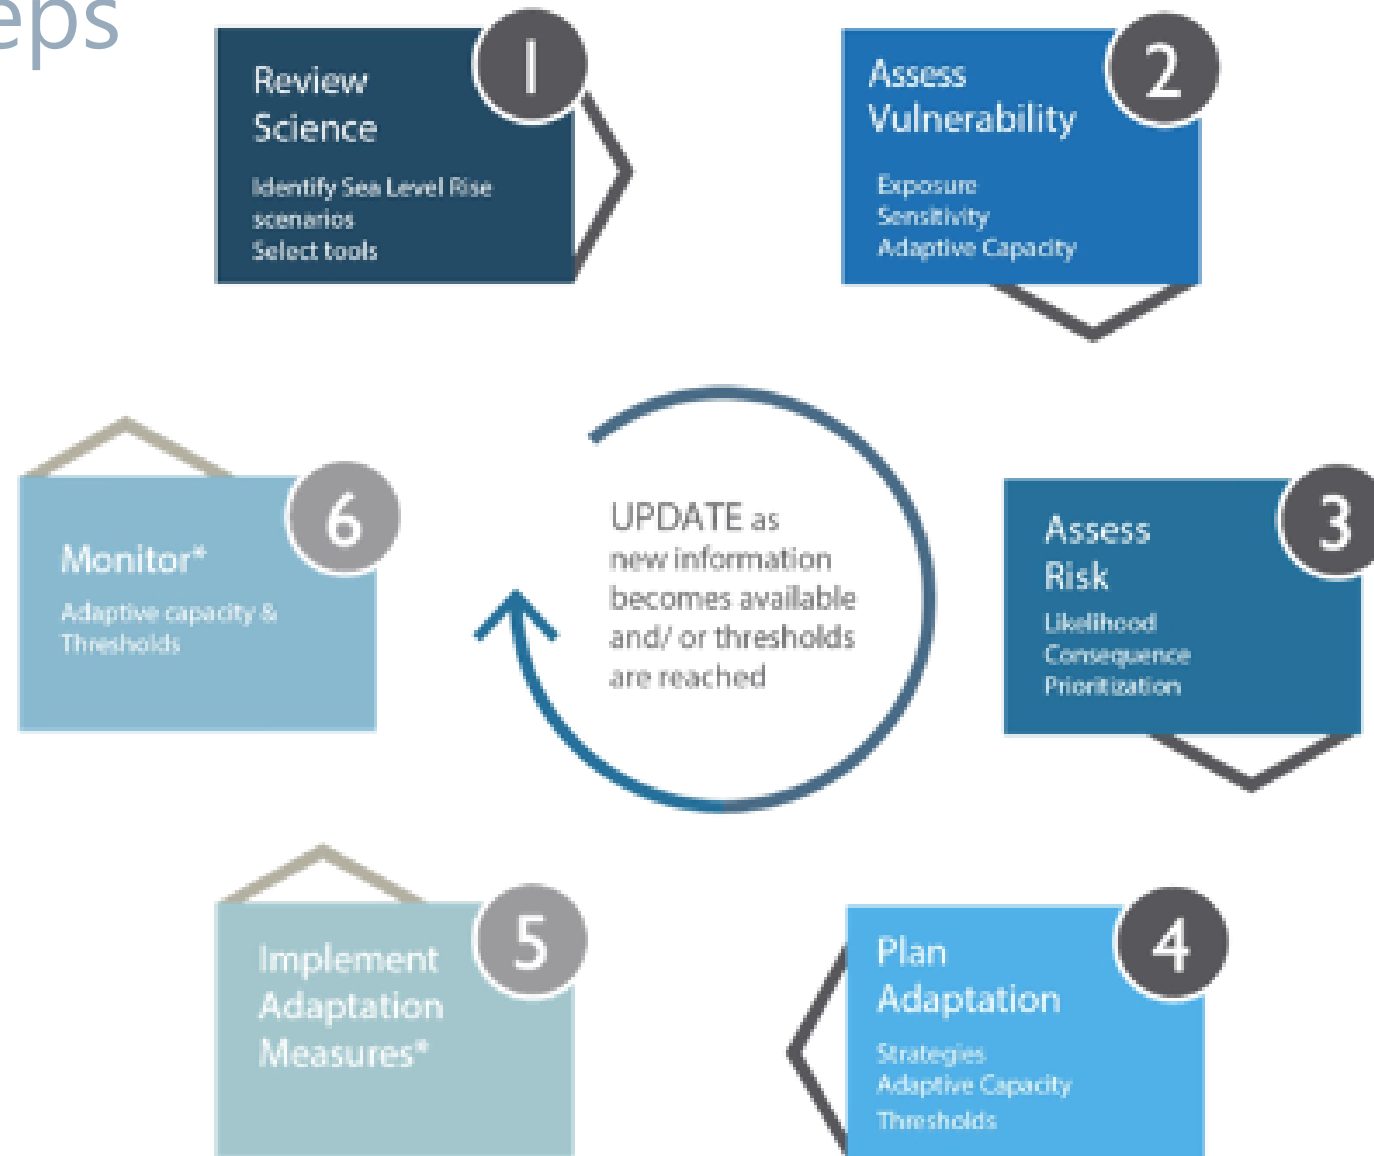 eps
1
Review
Science
Identify Sea Level Rise
scenarios
Select tools
2
Assess
Vulnerability
Exposure
Sensitivity
Adaptive Capacity
3
Assess
Risk
Likelihood
Consequence
Prioritization
4
Plan
Adaptation
Strategies
Adaptive Capacity
Thresholds
5
Implement
Adaptation
Measures*
6
Monitor*
Adaptive capacity &
Thresholds
UPDATE as
new information
becomes available
and/ or thresholds
are reached